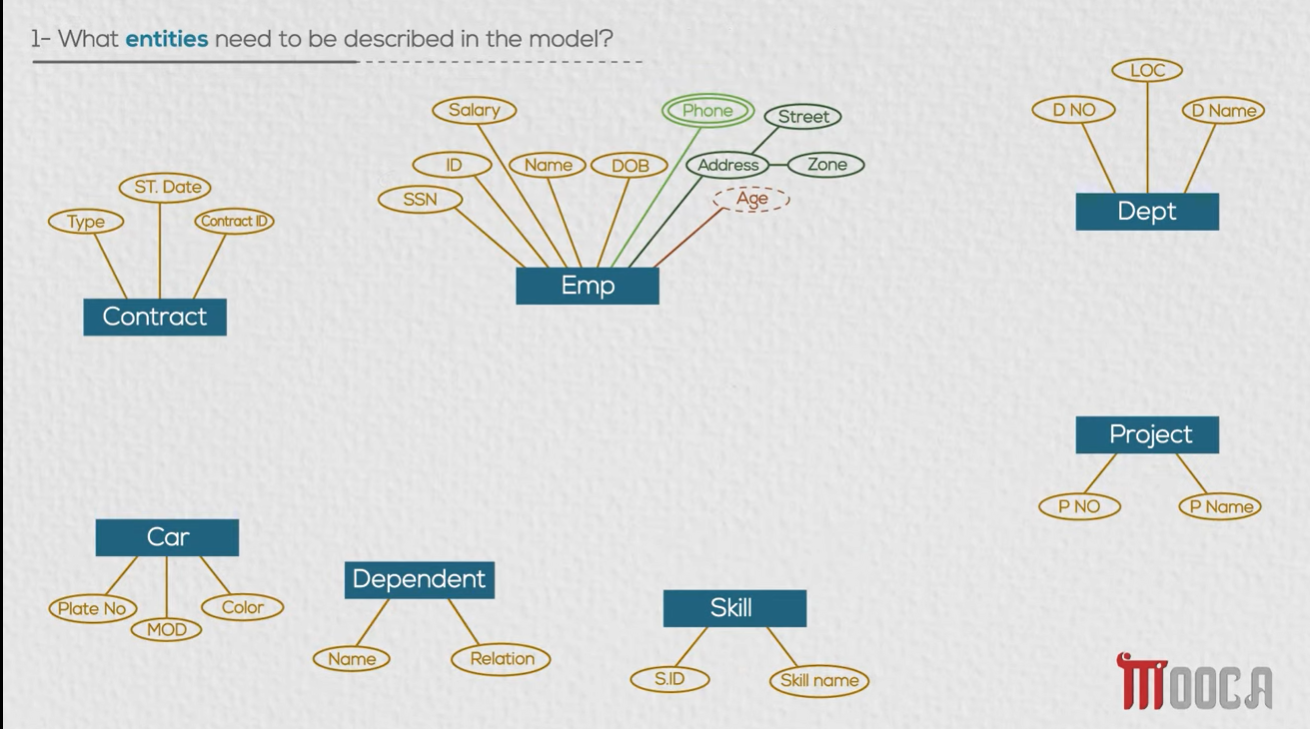 1- What entities need to be described in the model?
ST. Date
Type
Contract ID
Contract
Salary
ID
Name
DOB
SSN
Phone
Street
Address
Zone
Age
Emp
LOC
D NO
D Name
Dept
Project
P NO
P Name
Car
Plate No
MOD
Color
Dependent
Name
Relation
Skill
S.ID
Skill name
MOOCA